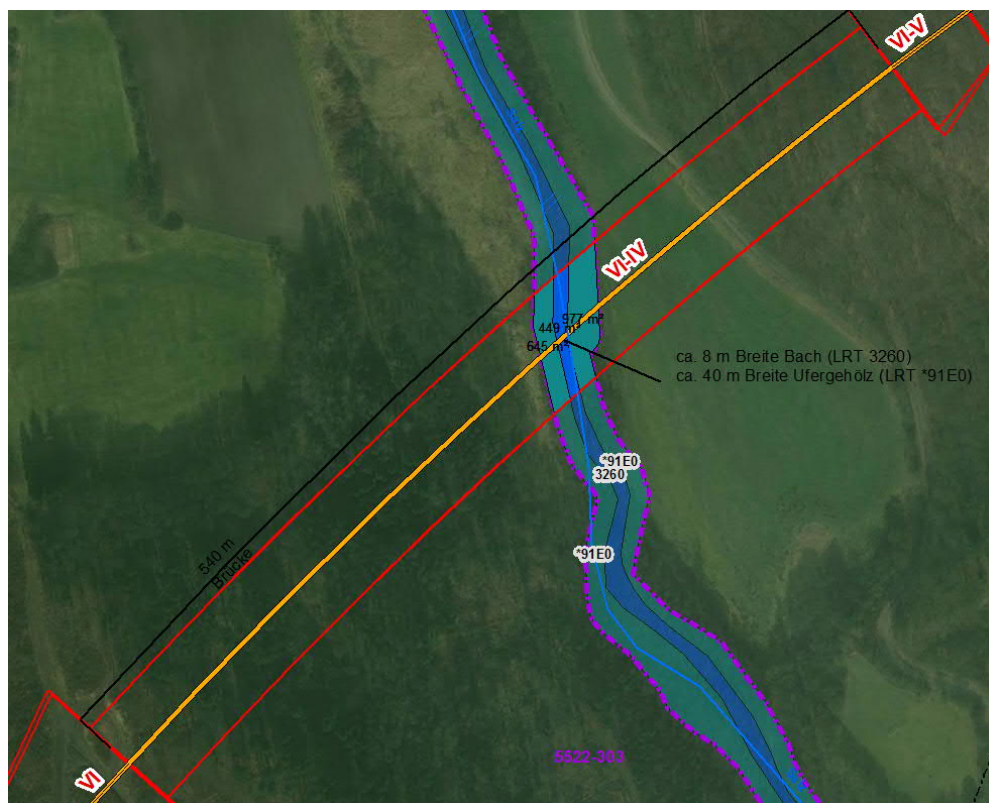 VI-V
VI-IV
977 m²
449 m²
645 m²
ca. 8 m Breite Bach (LRT 3260)
ca. 40 m Breite Ufergehölz (LRT *91E0)
*91E0
3260
*91E0
540 m
Brücke
5522-303
VI